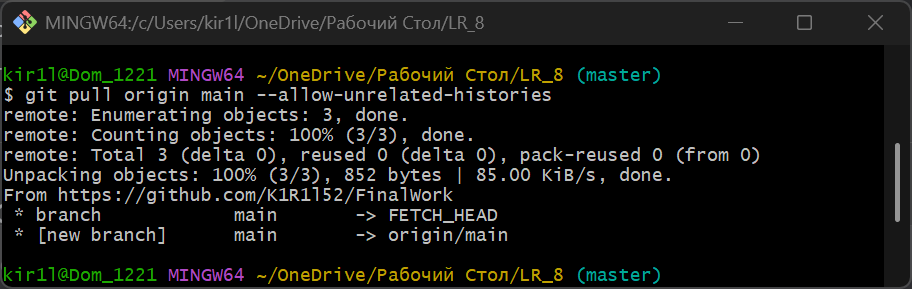 MINGW64:/c/Users/kir1l/OneDrive/Рабочий Стол/LR_8
kir1l@Dom_1221 MINGW64 ~/OneDrive/Рабочий Стол/LR_8 (master)
$ git pull origin main --allow-unrelated-histories
remote: Enumerating objects: 3, done.
remote: Counting objects: 100% (3/3), done.
remote: Total 3 (delta 0), reused 0 (delta 0), pack-reused 0 (from 0)
Unpacking objects: 100% (3/3), 852 bytes | 85.00 KiB/s, done.
From https://github.com/K1R1l52/FinalWork
 * branch            main       -> FETCH_HEAD
 * [new branch]      main       -> origin/main
kir1l@Dom_1221 MINGW64 ~/OneDrive/Рабочий Стол/LR_8 (master)